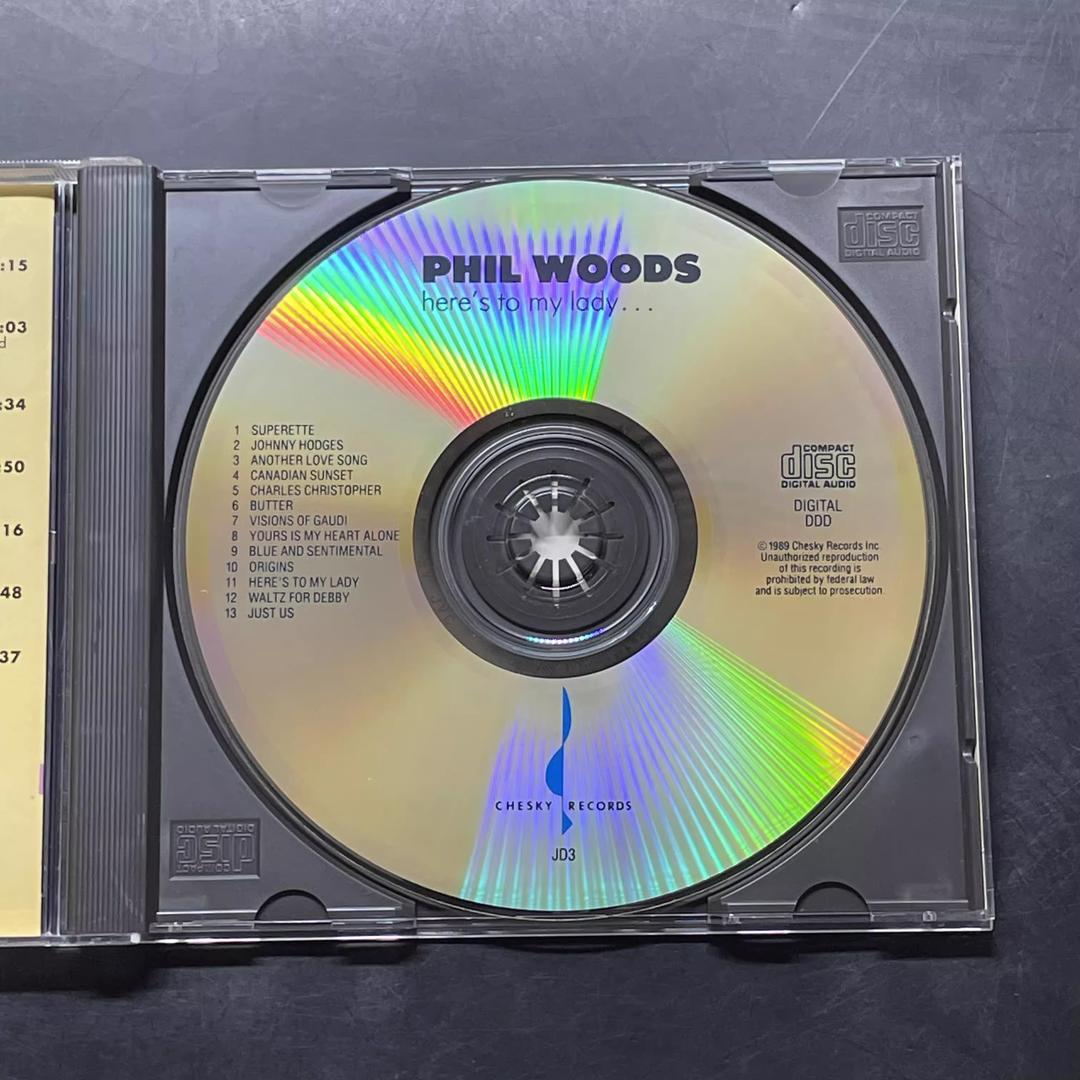 :15
:03
d
:34
:50
16
48
37
COMPACT
disc
DIGITAL AUDIO
PHIL WOODS
here's to my lady...
1 SUPERETTE
2 JOHNNY HODGES
3 ANOTHER LOVE SONG
4 CANADIAN SUNSET
5 CHARLES CHRISTOPHER
6 BUTTER
7 VISIONS OF GAUDI
8 YOURS IS MY HEART ALONE
9 BLUE AND SENTIMENTAL
10 ORIGINS
11 HERE'S TO MY LADY
12 WALTZ FOR DEBBY
13 JUST US
COMPACT
disc
DIGITAL AUDIO
DIGITAL
DDD
©1989 Chesky Records Inc.
Unauthorized reproduction
of this recording is
prohibited by federal law
and is subject to prosecution.
CHESKY RECORDS
JD3
COMPACT
disc
DIGITAL AUDIO